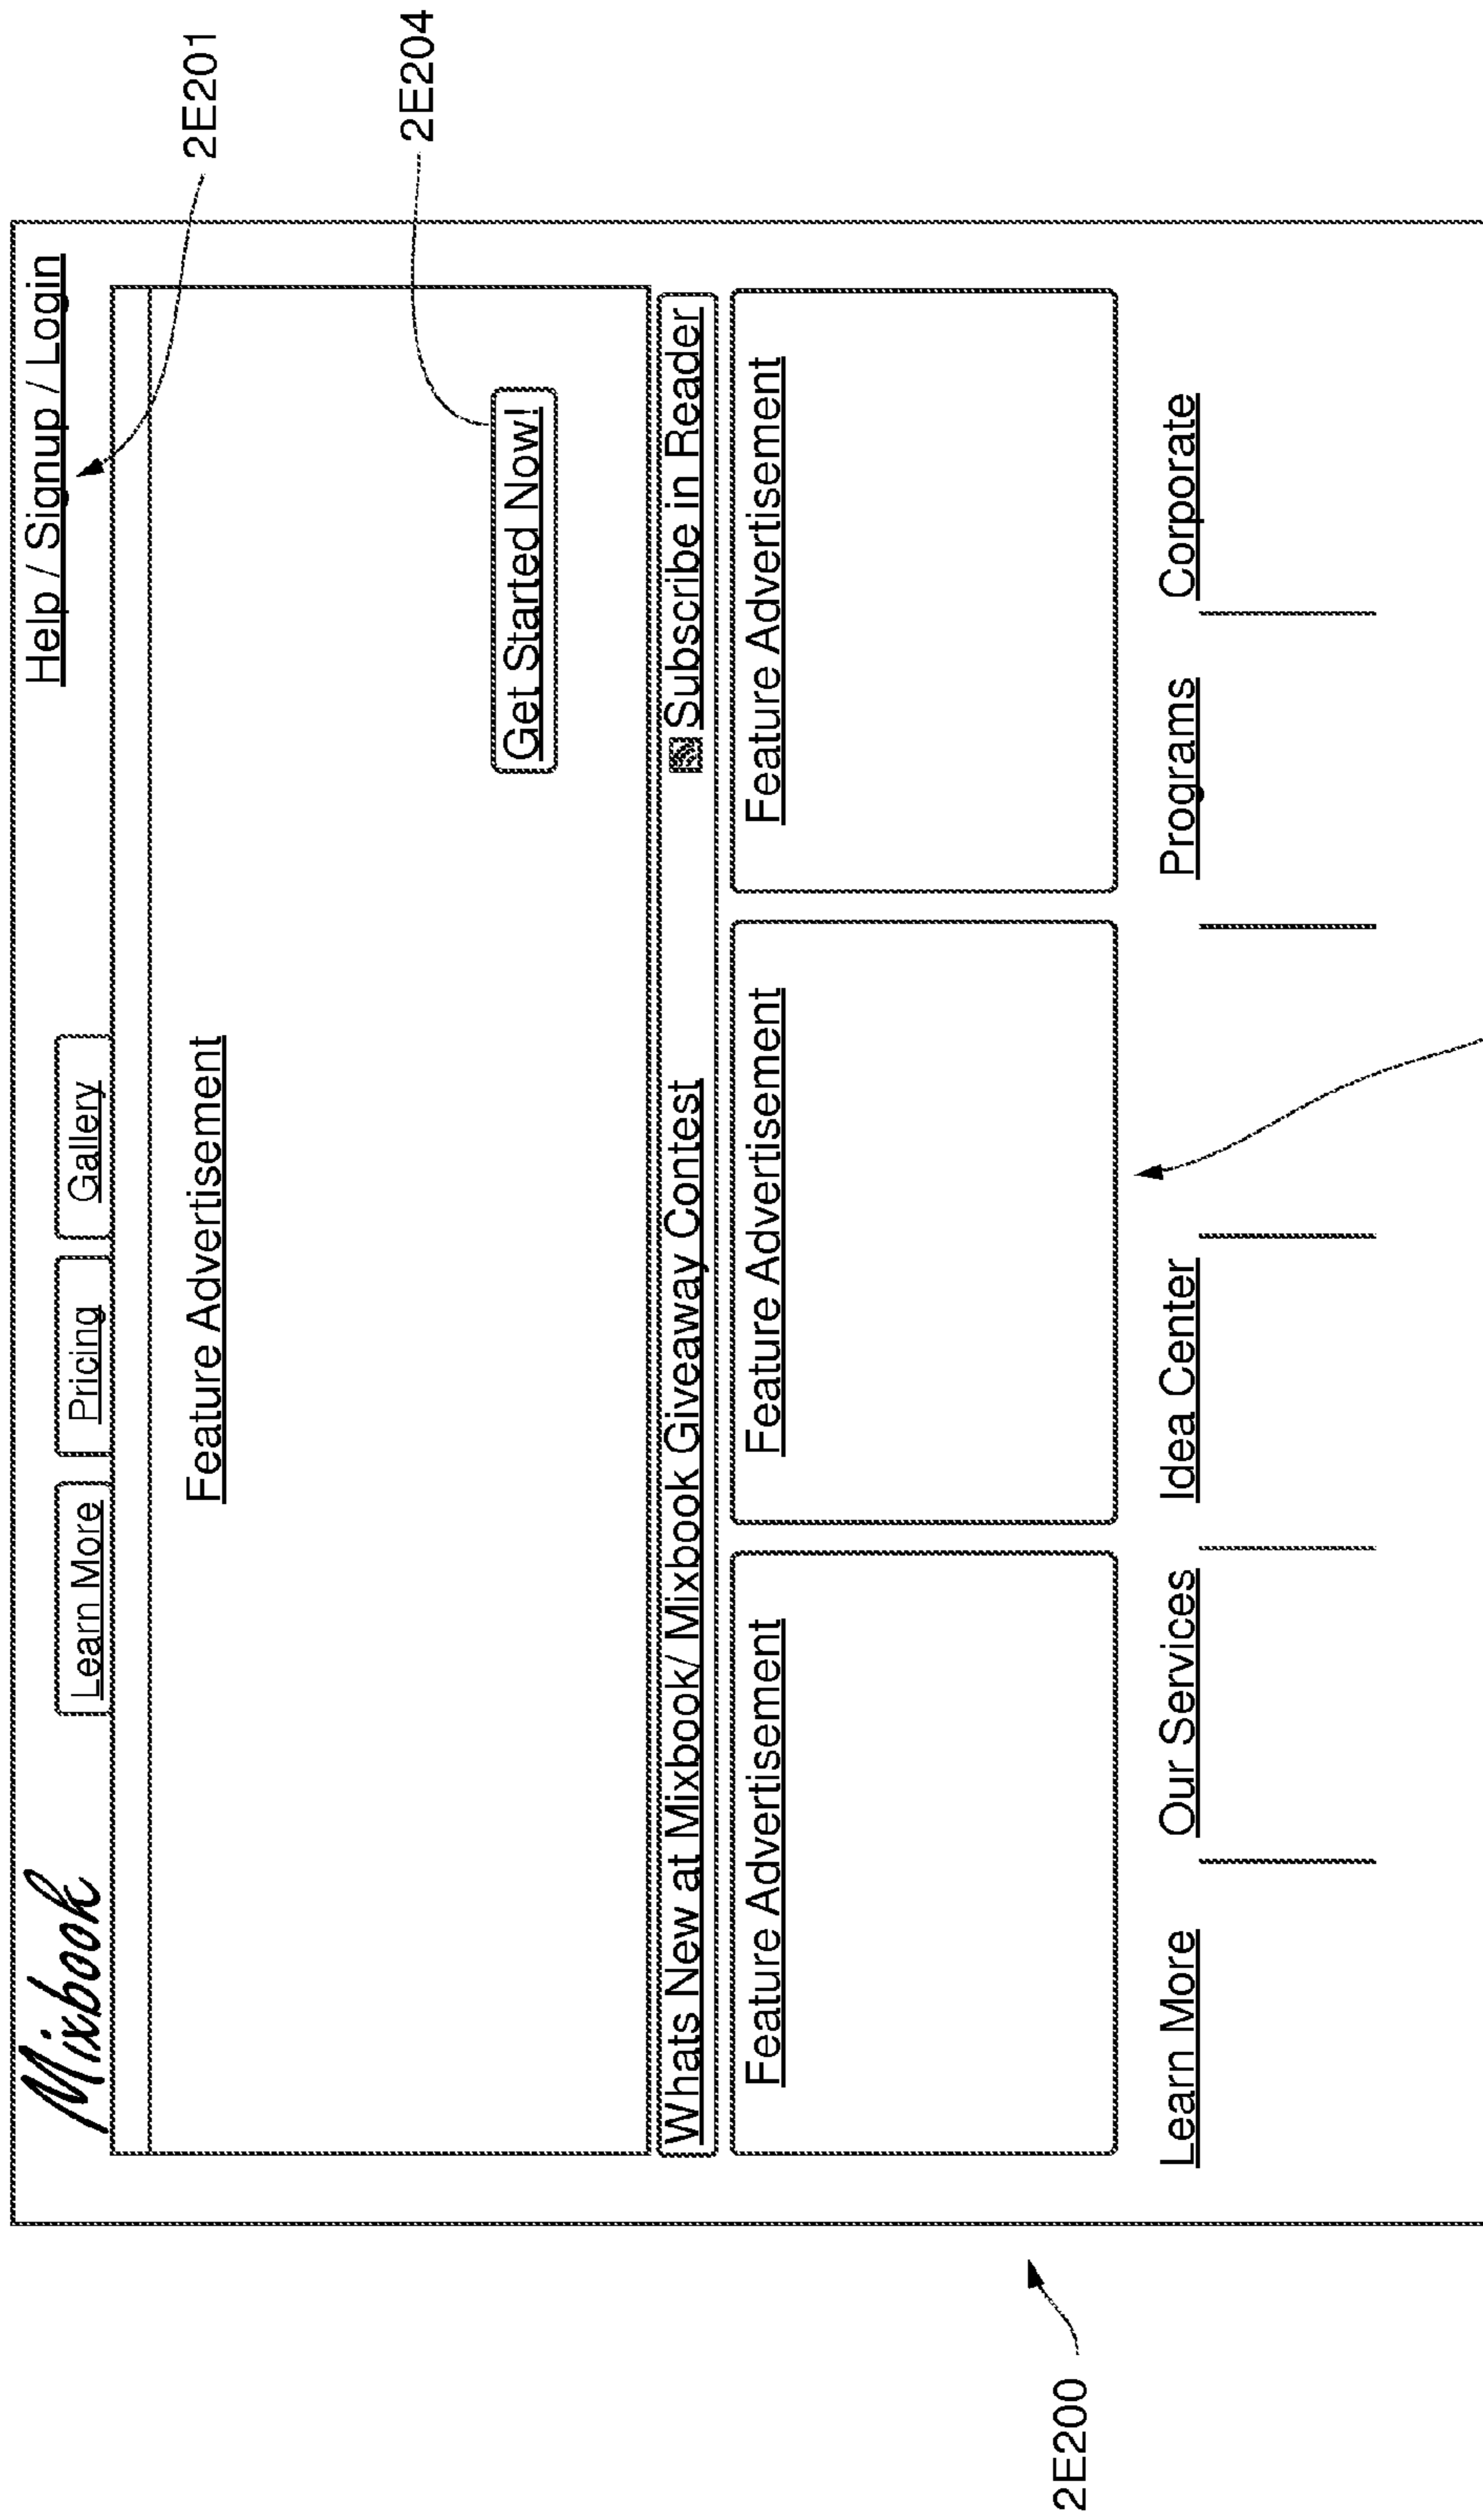 Mixbook
Learn More
Pricing
Gallery
Help / Signup / Login
2E201
Feature Advertisement
2E204
Get Started Now!
Whats New at Mixbook/ Mixbook Giveaway Contest
Subscribe in Reader
Feature Advertisement
Feature Advertisement
Feature Advertisement
2E200
Learn More
Our Services
Idea Center
Programs
Corporate